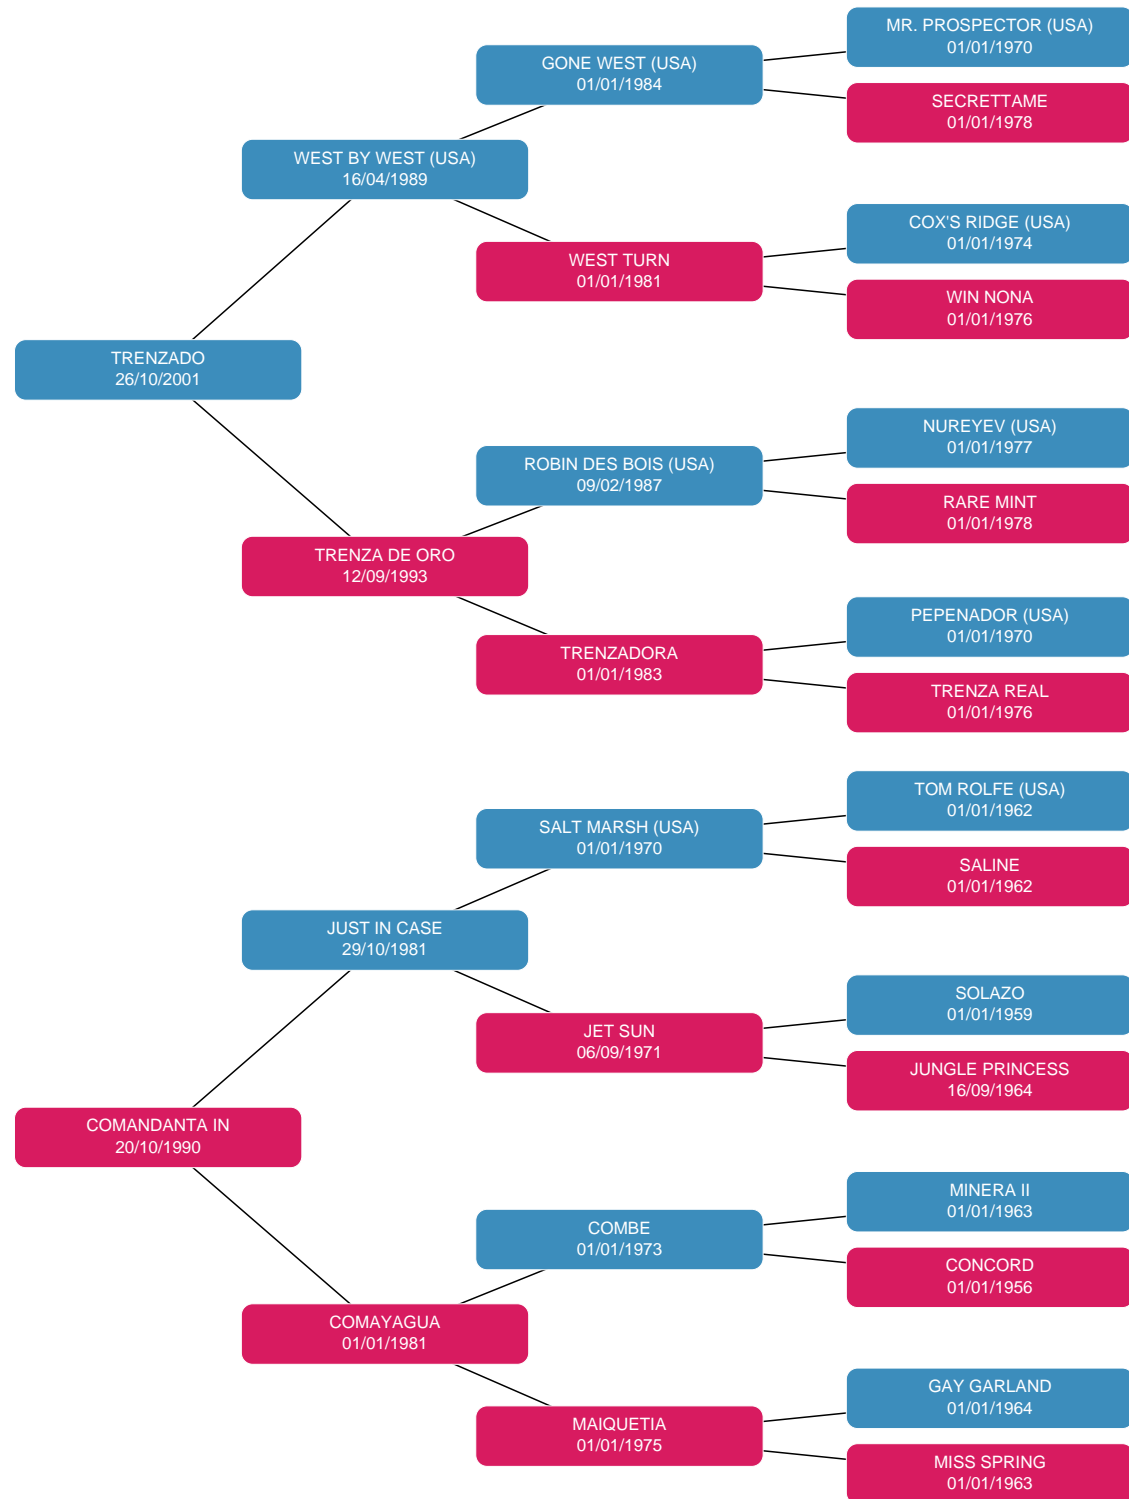 MR. PROSPECTOR (USA)
01/01/1970
GONE WEST (USA)
01/01/1984
SECRETTAME
01/01/1978
WEST BY WEST (USA)
16/04/1989
COX'S RIDGE (USA)
01/01/1974
WEST TURN
01/01/1981
WIN NONA
01/01/1976
TRENZADO
26/10/2001
NUREYEV (USA)
01/01/1977
ROBIN DES BOIS (USA)
09/02/1987
RARE MINT
01/01/1978
TRENZA DE ORO
12/09/1993
PEPENADOR (USA)
01/01/1970
TRENZADORA
01/01/1983
TRENZA REAL
01/01/1976
TOM ROLFE (USA)
01/01/1962
SALT MARSH (USA)
01/01/1970
SALINE
01/01/1962
JUST IN CASE
29/10/1981
SOLAZO
01/01/1959
JET SUN
06/09/1971
JUNGLE PRINCESS
16/09/1964
COMANDANTA IN
20/10/1990
MINERA II
01/01/1963
COMBE
01/01/1973
CONCORD
01/01/1956
COMAYAGUA
01/01/1981
GAY GARLAND
01/01/1964
MAIQUETIA
01/01/1975
MISS SPRING
01/01/1963